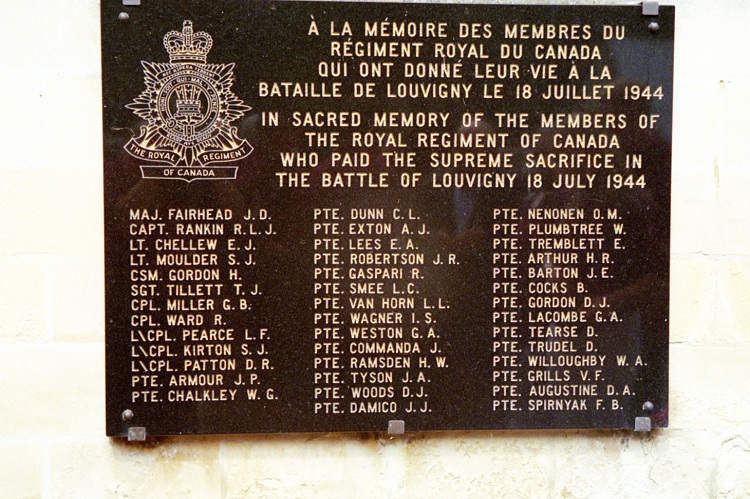 À LA MÉMOIRE DES MEMBRES DU
RÉGIMENT ROYAL DU CANADA
QUI ONT DONNÉ LEUR VIE À LA
BATAILLE DE LOUVIGNY LE 18 JUILLET 1944
IN SACRED MEMORY OF THE MEMBERS OF
THE ROYAL REGIMENT OF CANADA
WHO PAID THE SUPREME SACRIFICE IN
THE BATTLE OF LOUVIGNY 18 JULY 1944
THE ROYAL REGIMENT
OF CANADA
MAJ. FAIRHEAD J.D.
CAPT. RANKIN R.L.J.
LT. CHELLEW E.J.
LT. MOULDER S.J.
CSM. GORDON H.
SGT. TILLETT T.J.
CPL. MILLER G.B.
CPL. WARD R.
L\CPL. PEARCE L.F.
L\CPL. KIRTON S.J.
L\CPL. PATTON D.R.
PTE. ARMOUR J.P.
PTE. CHALKLEY W.G.
PTE. DUNN C.L.
PTE. EXTON A.J.
PTE. LEES E.A.
PTE. ROBERTSON J.R.
PTE. GASPARI R.
PTE. SMEE L.C.
PTE. VAN HORN L.L.
PTE. WAGNER I.S.
PTE. WESTON G.A.
PTE. COMMANDA J.
PTE. RAMSDEN H.W.
PTE. TYSON J.A.
PTE. WOODS D.J.
PTE. DAMICO J.J.
PTE. NENONEN O.M.
PTE. PLUMBTREE W.
PTE. TREMBLETT E.
PTE. ARTHUR H.R.
PTE. BARTON J.E.
PTE. COCKS B.
PTE. GORDON D.J.
PTE. LACOMBE G.A.
PTE. TEARSE D.
PTE. TRUDEL D.
PTE. WILLOUGHBY W.A.
PTE. GRILLS V.F.
PTE. AUGUSTINE D.A.
PTE. SPIRNYAK F.B.